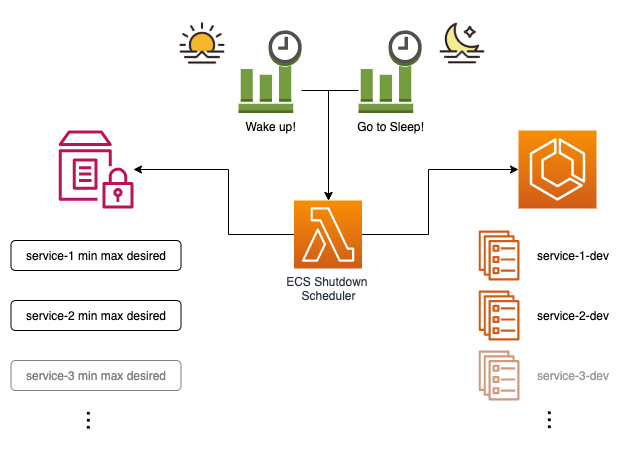 Wake up!
Go to Sleep!
ECS Shutdown
Scheduler
service-1 min max desired
service-2 min max desired
service-3 min max desired
service-1-dev
service-2-dev
service-3-dev